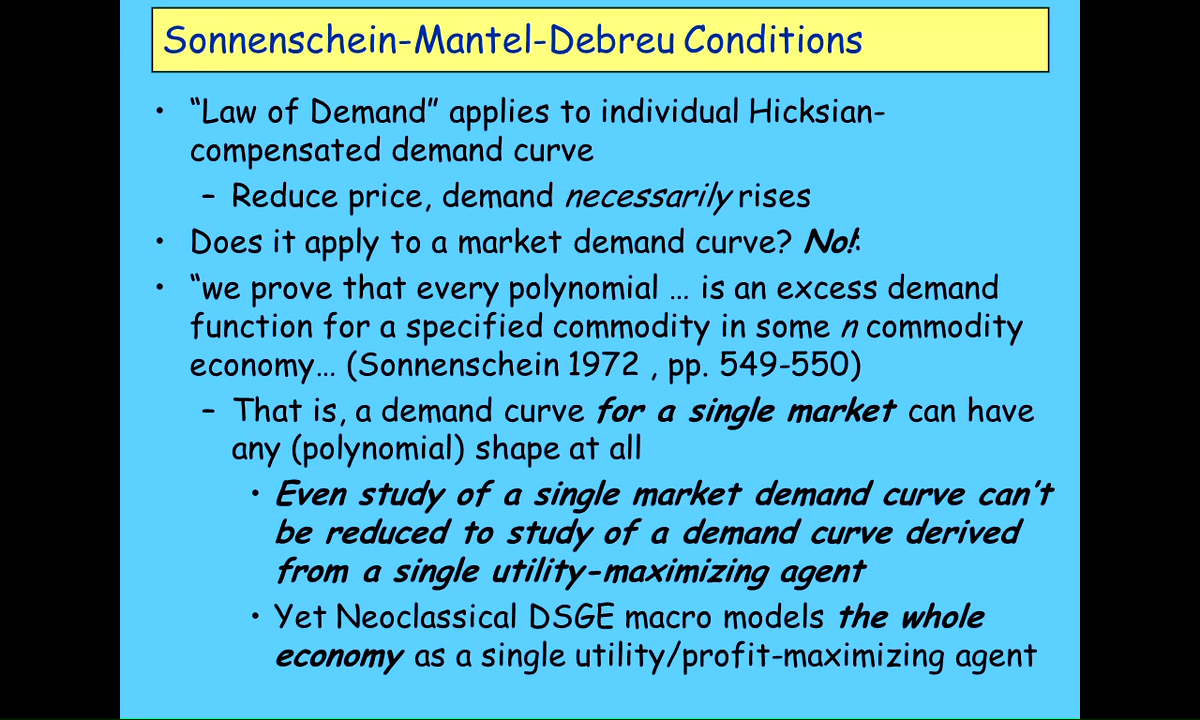 Sonnenschein-Mantel-Debreu Conditions
• “Law of Demand” applies to individual Hicksian-
compensated demand curve
– Reduce price, demand necessarily rises
• Does it apply to a market demand curve? No!:
• “we prove that every polynomial … is an excess demand
function for a specified commodity in some n commodity
economy… (Sonnenschein 1972 , pp. 549-550)
– That is, a demand curve for a single market can have
any (polynomial) shape at all
• Even study of a single market demand curve can’t
be reduced to study of a demand curve derived
from a single utility-maximizing agent
• Yet Neoclassical DSGE macro models the whole
economy as a single utility/profit-maximizing agent